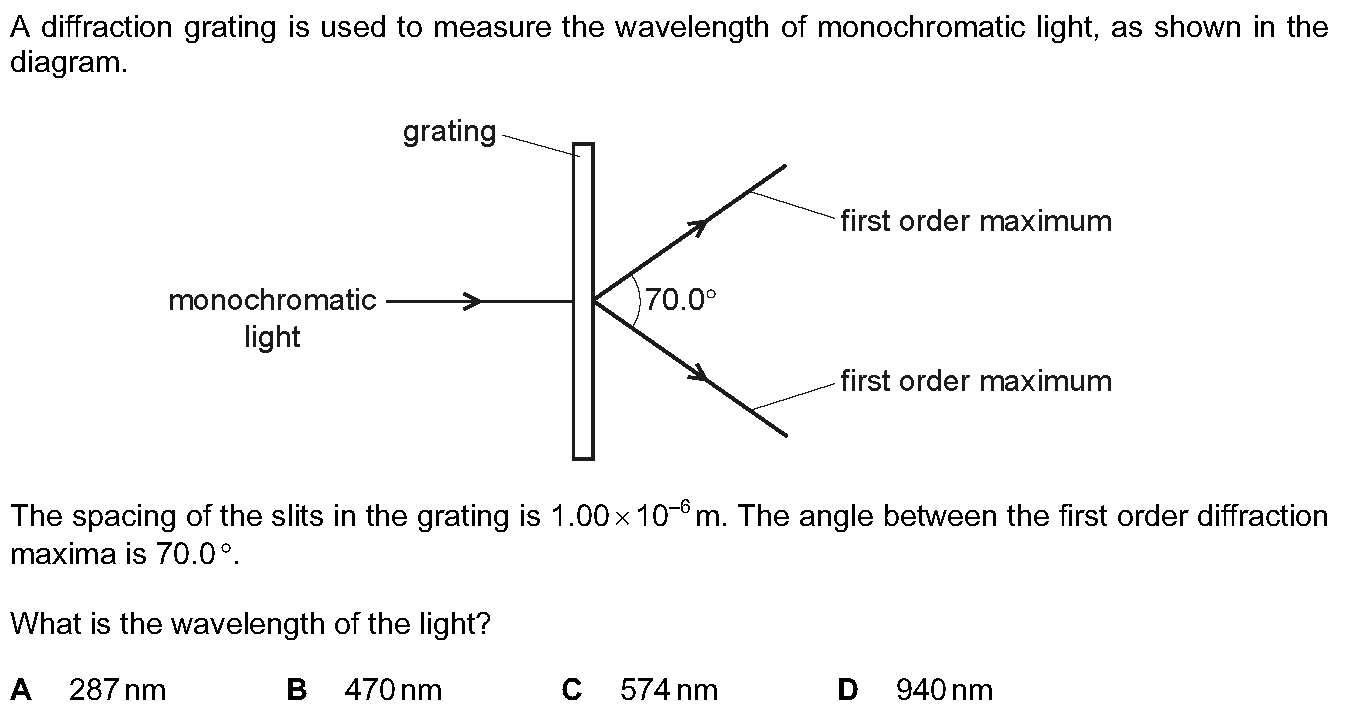 A diffraction grating is used to measure the wavelength of monochromatic light, as shown in the
diagram.
grating
first order maximum
monochromatic
light
70.0°
first order maximum
The spacing of the slits in the grating is 1.00 × 10⁻⁶ m. The angle between the first order diffraction
maxima is 70.0°.
What is the wavelength of the light?
A 287 nm B 470 nm C 574 nm D 940 nm